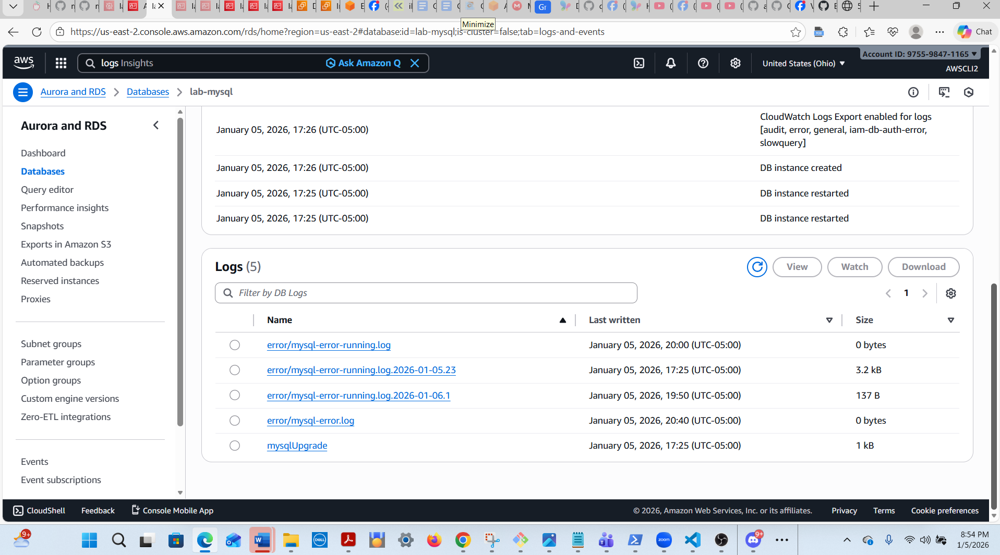 Minimize
https://us-east-2.console.aws.amazon.com/rds/home?region=us-east-2#database:id=lab-mysql;is-cluster=false;tab=logs-and-events
Chat
aws
logs Insights
Ask Amazon Q
United States (Ohio)
Account ID: 9755-9847-1165
AWSCLI2
Aurora and RDS
Databases
lab-mysql
Aurora and RDS
Dashboard
Databases
Query editor
Performance insights
Snapshots
Exports in Amazon S3
Automated backups
Reserved instances
Proxies
Subnet groups
Parameter groups
Option groups
Custom engine versions
Zero-ETL integrations
Events
Event subscriptions
January 05, 2026, 17:26 (UTC-05:00)
CloudWatch Logs Export enabled for logs
[audit, error, general, iam-db-auth-error,
slowquery]
January 05, 2026, 17:26 (UTC-05:00) DB instance created
January 05, 2026, 17:25 (UTC-05:00) DB instance restarted
January 05, 2026, 17:25 (UTC-05:00) DB instance restarted
Logs (5)
View
Watch
Download
Filter by DB Logs
1
Name Last written Size
error/mysql-error-running.log January 05, 2026, 20:00 (UTC-05:00) 0 bytes
error/mysql-error-running.log.2026-01-05.23 January 05, 2026, 17:25 (UTC-05:00) 3.2 kB
error/mysql-error-running.log.2026-01-06.1 January 05, 2026, 19:50 (UTC-05:00) 137 B
error/mysql-error.log January 05, 2026, 20:40 (UTC-05:00) 0 bytes
mysqlUpgrade January 05, 2026, 17:25 (UTC-05:00) 1 kB
CloudShell
Feedback
Console Mobile App
© 2026, Amazon Web Services, Inc. or its affiliates.
Privacy
Terms
Cookie preferences
9+
DELL
zoom
9+
8:54 PM
1/5/2026